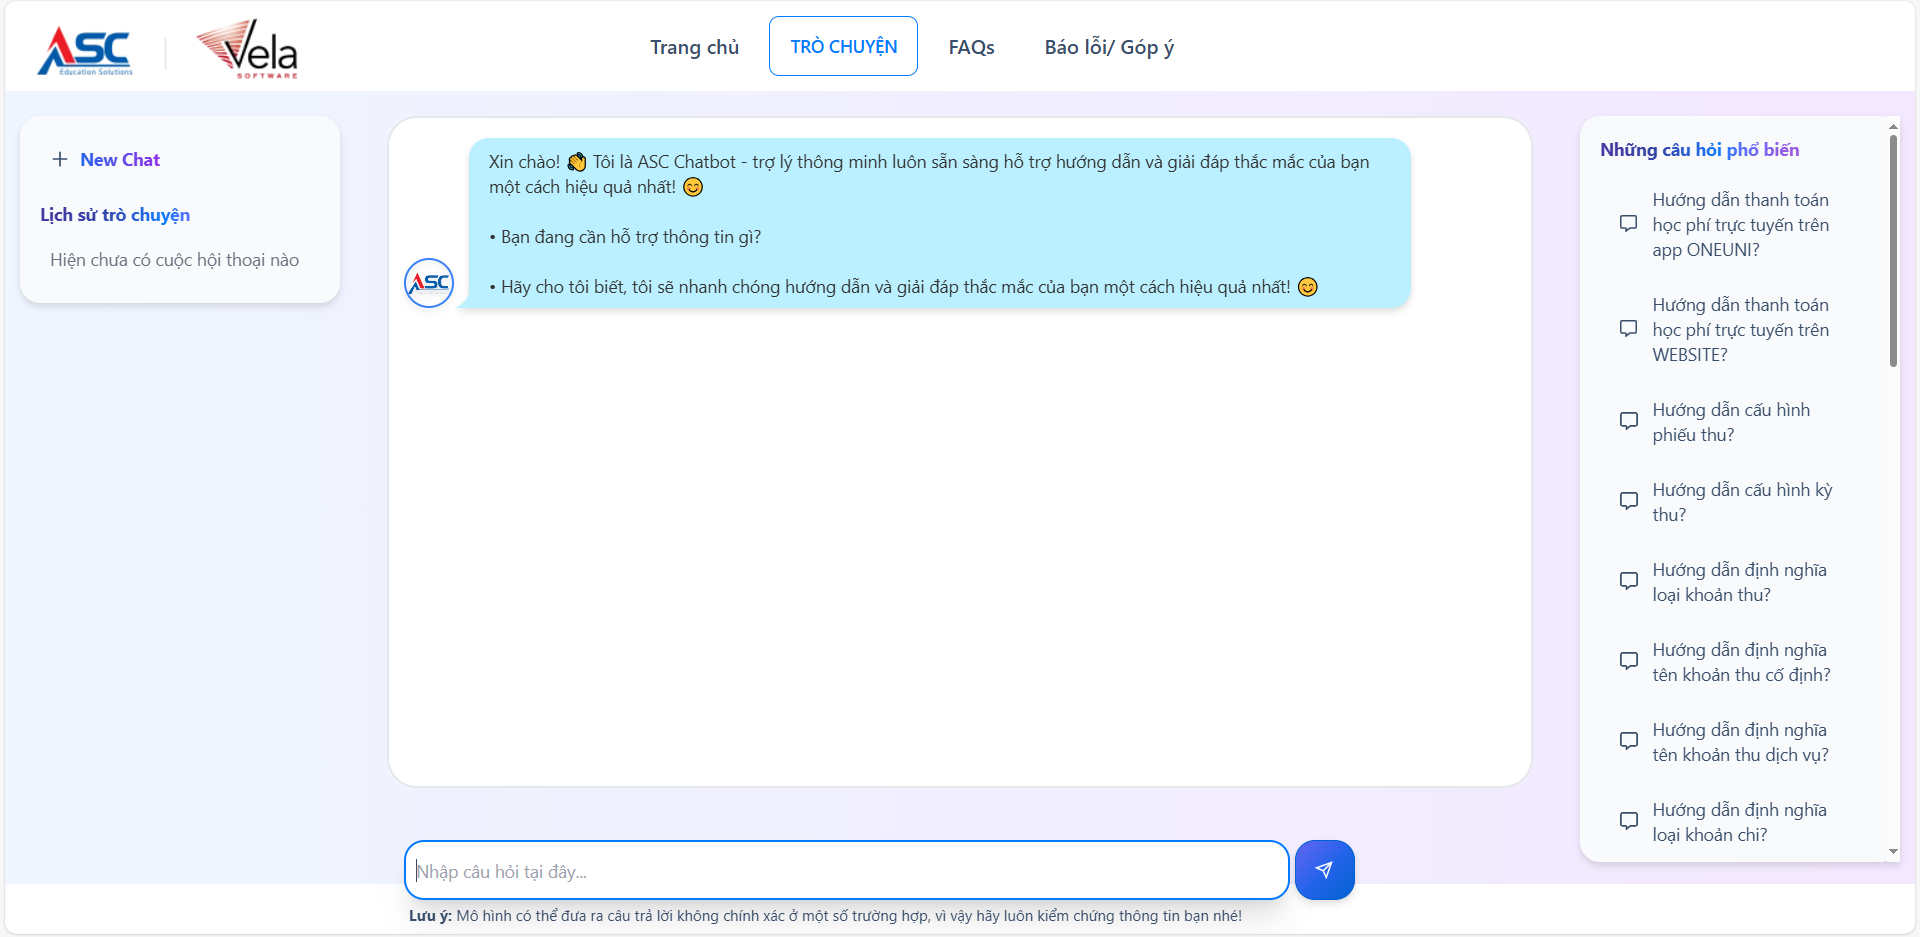 ASC
Education Solutions
Vela
SOFTWARE
Trang chủ
TRÒ CHUYỆN
FAQs
Báo lỗi/ Góp ý
New Chat
Lịch sử trò chuyện
Hiện chưa có cuộc hội thoại nào
Xin chào! 👏 Tôi là ASC Chatbot - trợ lý thông minh luôn sẵn sàng hỗ trợ hướng dẫn và giải đáp thắc mắc của bạn
một cách hiệu quả nhất! 😊
• Bạn đang cần hỗ trợ thông tin gì?
• Hãy cho tôi biết, tôi sẽ nhanh chóng hướng dẫn và giải đáp thắc mắc của bạn một cách hiệu quả nhất! 😊
ASC
Nhập câu hỏi tại đây...
Lưu ý: Mô hình có thể đưa ra câu trả lời không chính xác ở một số trường hợp, vì vậy hãy luôn kiểm chứng thông tin bạn nhé!
Những câu hỏi phổ biến
Hướng dẫn thanh toán
học phí trực tuyến trên
app ONEUNI?
Hướng dẫn thanh toán
học phí trực tuyến trên
WEBSITE?
Hướng dẫn cấu hình
phiếu thu?
Hướng dẫn cấu hình kỳ
thu?
Hướng dẫn định nghĩa
loại khoản thu?
Hướng dẫn định nghĩa
tên khoản thu cố định?
Hướng dẫn định nghĩa
tên khoản thu dịch vụ?
Hướng dẫn định nghĩa
loại khoản chi?